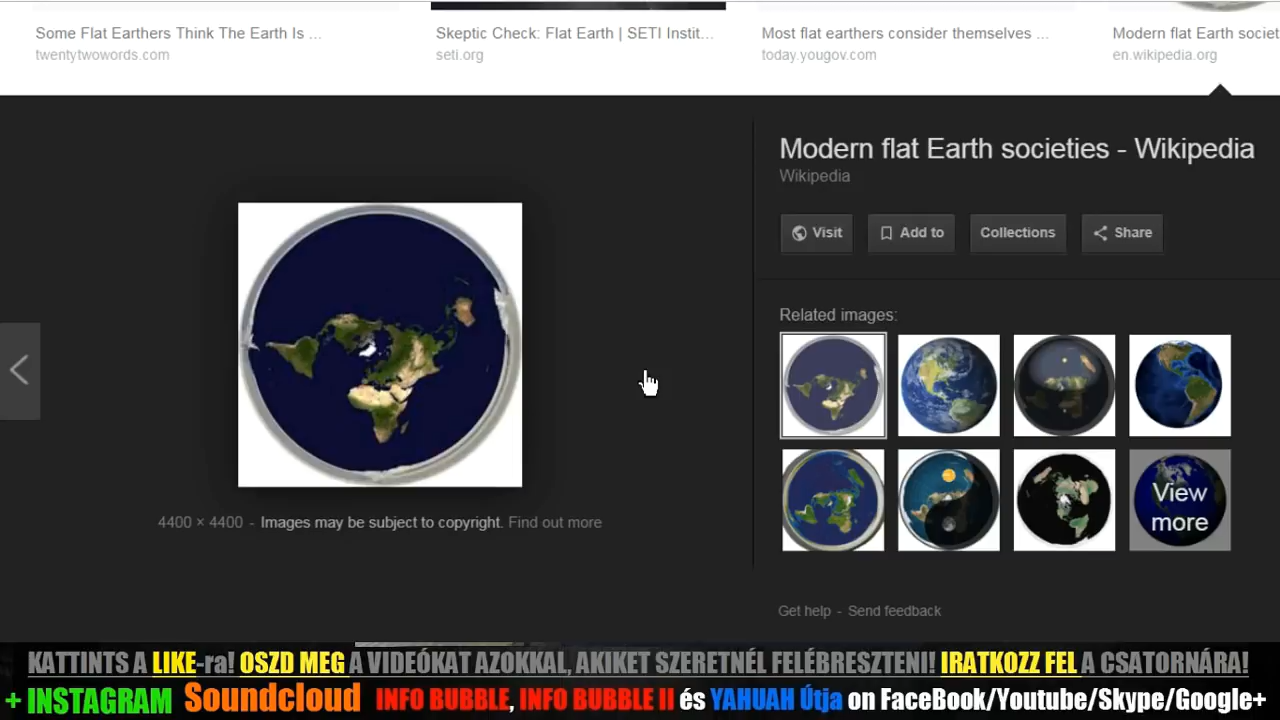 Some Flat Earthers Think The Earth Is ...
twentytwowords.com
Skeptic Check: Flat Earth | SETI Instit...
seti.org
Most flat earthers consider themselves ...
today.yougov.com
Modern flat Earth societ
en.wikipedia.org
4400 × 4400 - Images may be subject to copyright. Find out more
Modern flat Earth societies - Wikipedia
Wikipedia
Visit
Add to
Collections
Share
Related images:
View
more
Get help - Send feedback
KATTINTS A LIKE-ra! OSZD MEG A VIDEÓKAT AZOKKAL, AKIKET SZERETNÉL FELÉBRESZTENI! IRATKOZZ FEL A CSATORNÁRA!
+ INSTAGRAM Soundcloud INFO BUBBLE, INFO BUBBLE II és YAHUAH Útja on FaceBook/Youtube/Skype/Google+